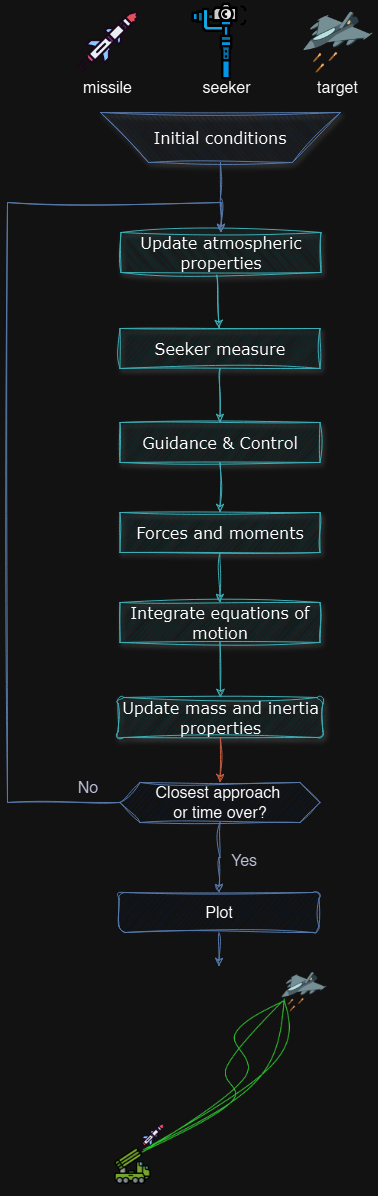 missile
seeker
target
Initial conditions
Update atmospheric
properties
Seeker measure
Guidance & Control
Forces and moments
Integrate equations of
motion
Update mass and inertia
properties
Closest approach
or time over?
No
Yes
Plot